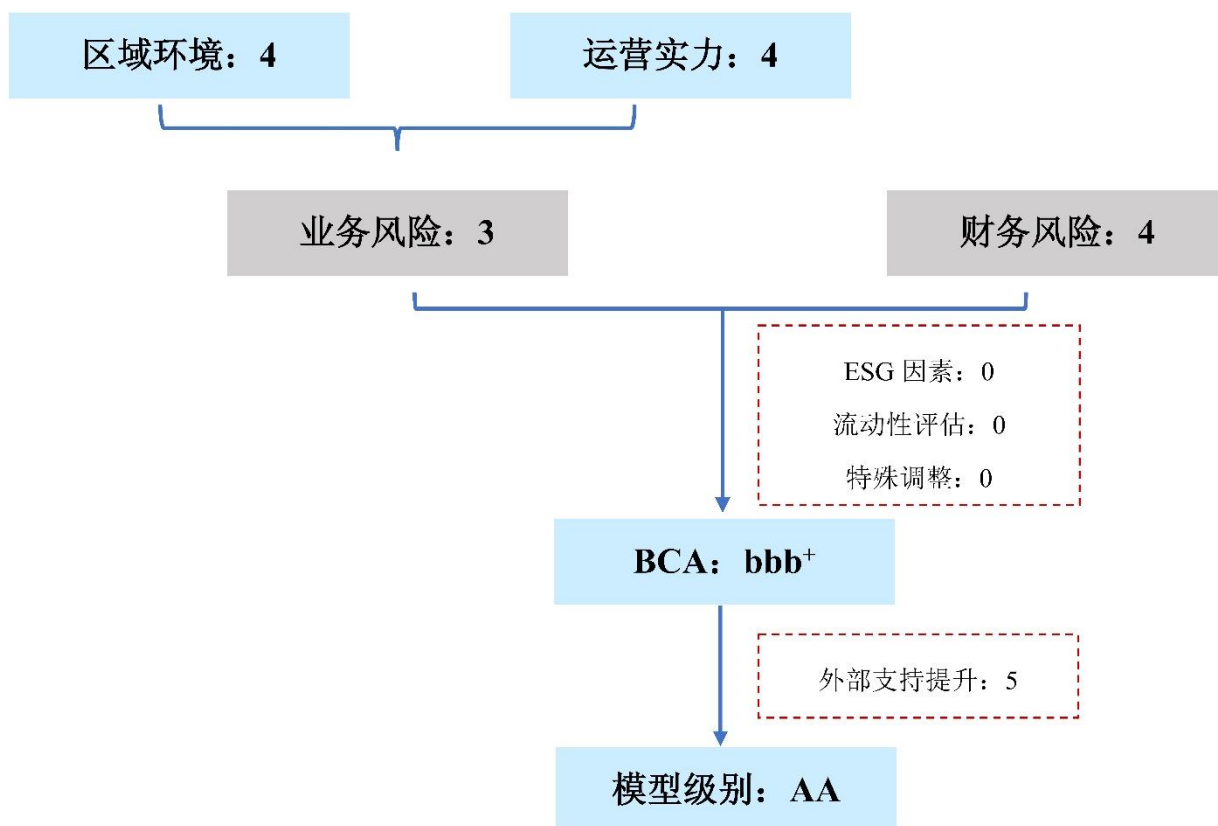 区域环境：4
运营实力：4
业务风险：3
财务风险：4
ESG 因素：0
流动性评估：0
特殊调整：0
BCA：bbb⁺
外部支持提升：5
模型级别：AA